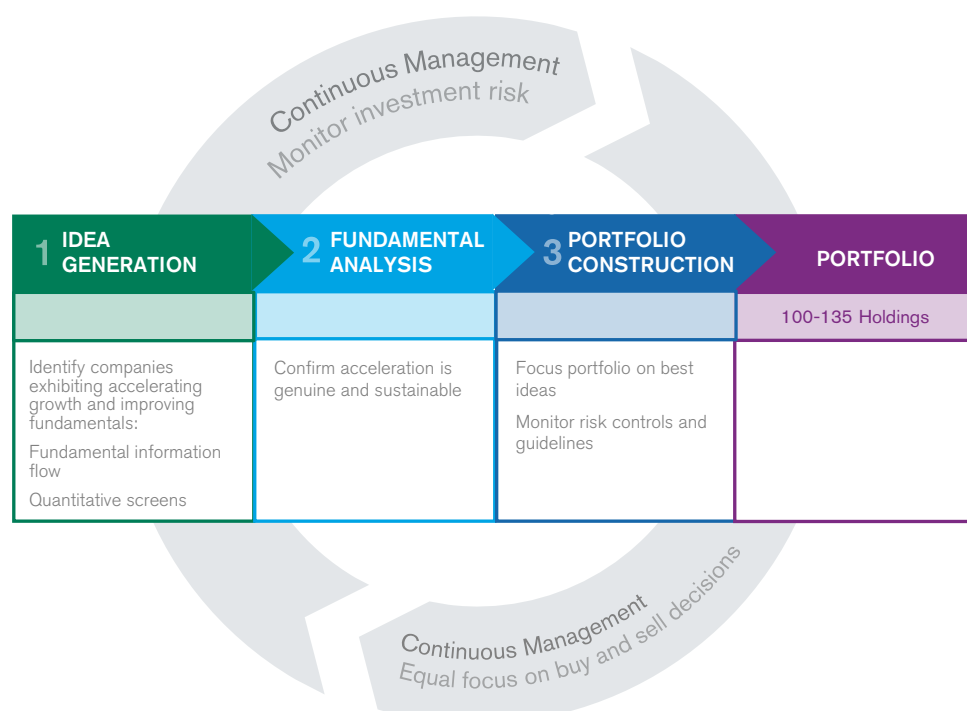 Continuous Management
Monitor investment risk
1 IDEA
GENERATION
2 FUNDAMENTAL
ANALYSIS
3 PORTFOLIO
CONSTRUCTION
PORTFOLIO
100-135 Holdings
Identify companies
exhibiting accelerating
growth and improving
fundamentals:
Fundamental information
flow
Quantitative screens
Confirm acceleration is
genuine and sustainable
Focus portfolio on best
ideas
Monitor risk controls and
guidelines
Continuous Management
Equal focus on buy and sell decisions